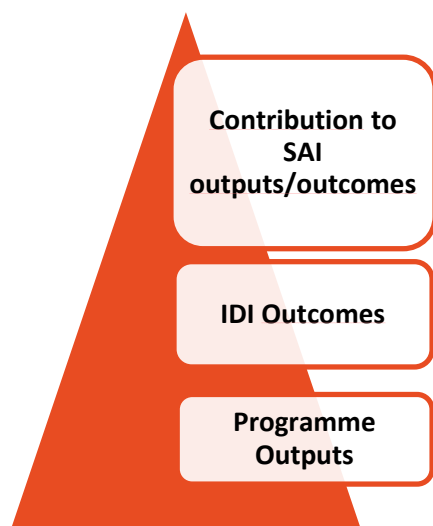 Contribution to
SAI
outputs/outcomes
IDI Outcomes
Programme
Outputs